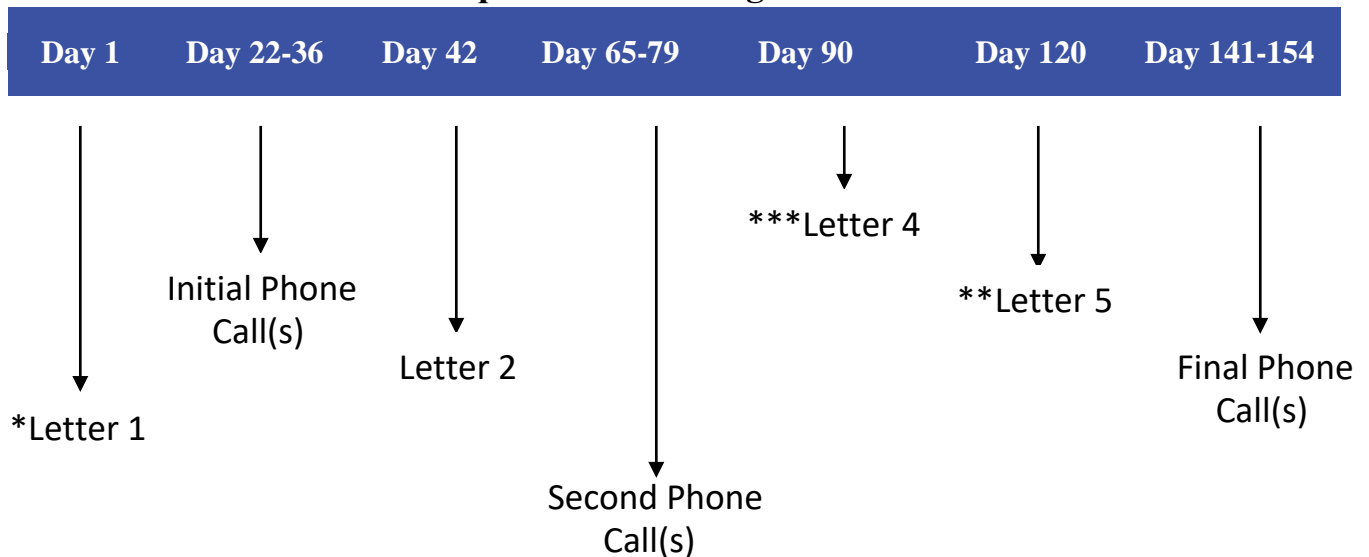 Day 1 Day 22-36 Day 42 Day 65-79 Day 90 Day 120 Day 141-154
***Letter 4
Initial Phone
Call(s)
**Letter 5
Letter 2
Final Phone
Call(s)
*Letter 1
Second Phone
Call(s)